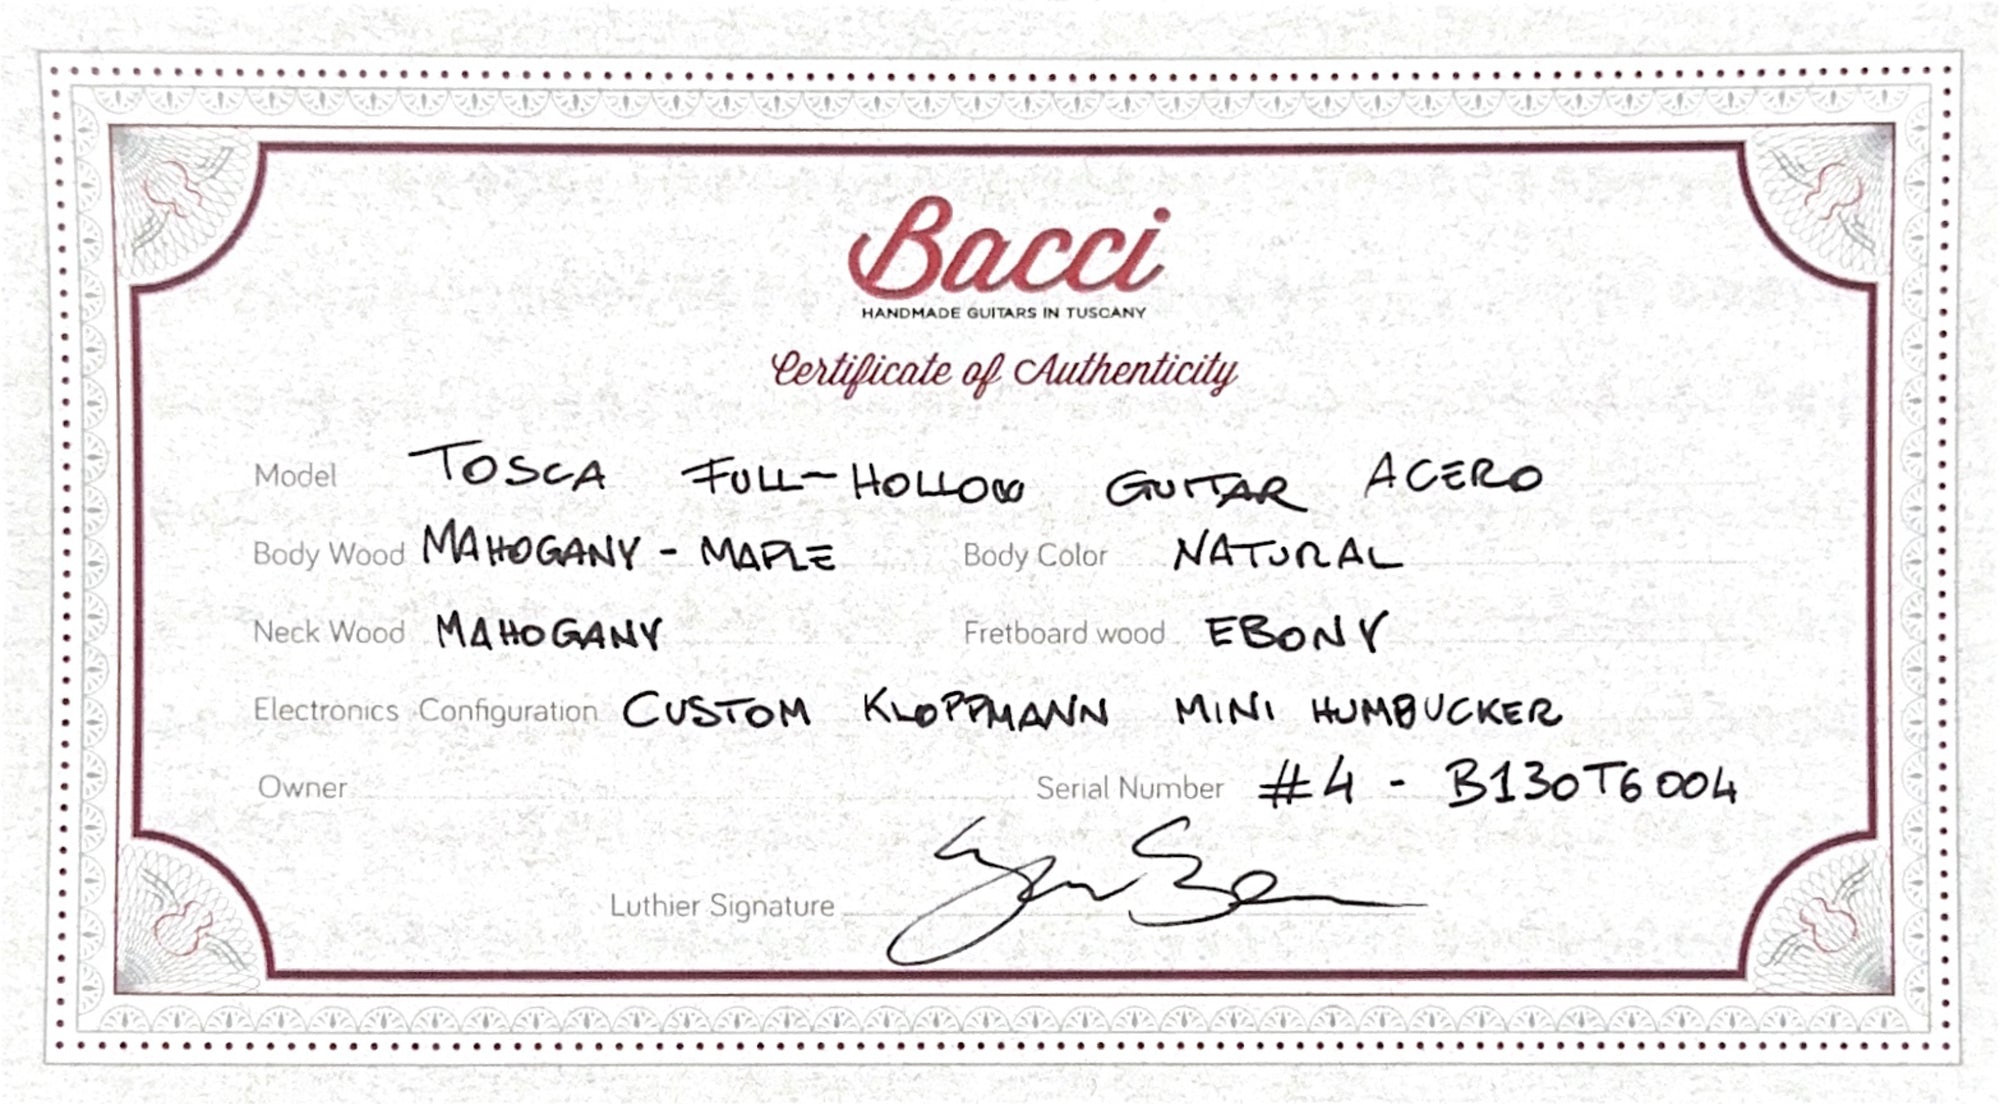 Bacci
HANDMADE GUITARS IN TUSCANY
Certificate of Authenticity
Model TOSCA FULL-HOLLOW GUITAR ACERO
Body Wood MAHOGANY - MAPLE Body Color NATURAL
Neck Wood MAHOGANY Fretboard wood EBONY
Electronics Configuration CUSTOM KLOPPMANN MINI HUMBUCKER
Owner Serial Number #4 - B130T6004
Luthier Signature